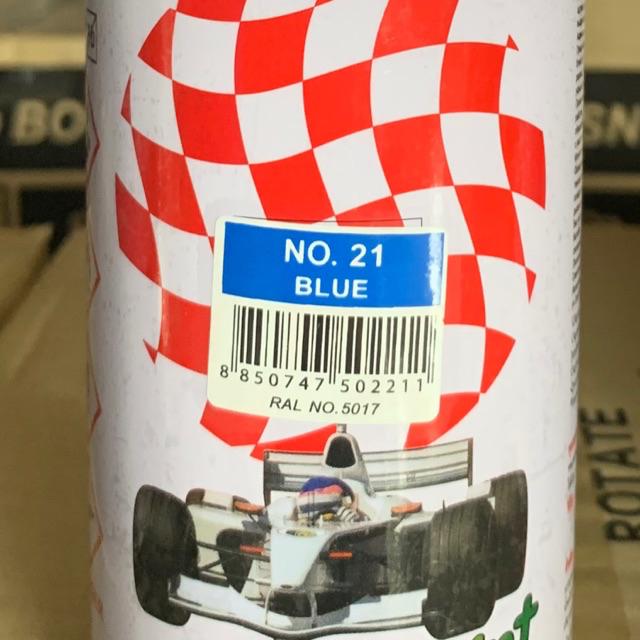 NO. 21
BLUE
8 850747 502211
RAL NO.5017
ROTATE